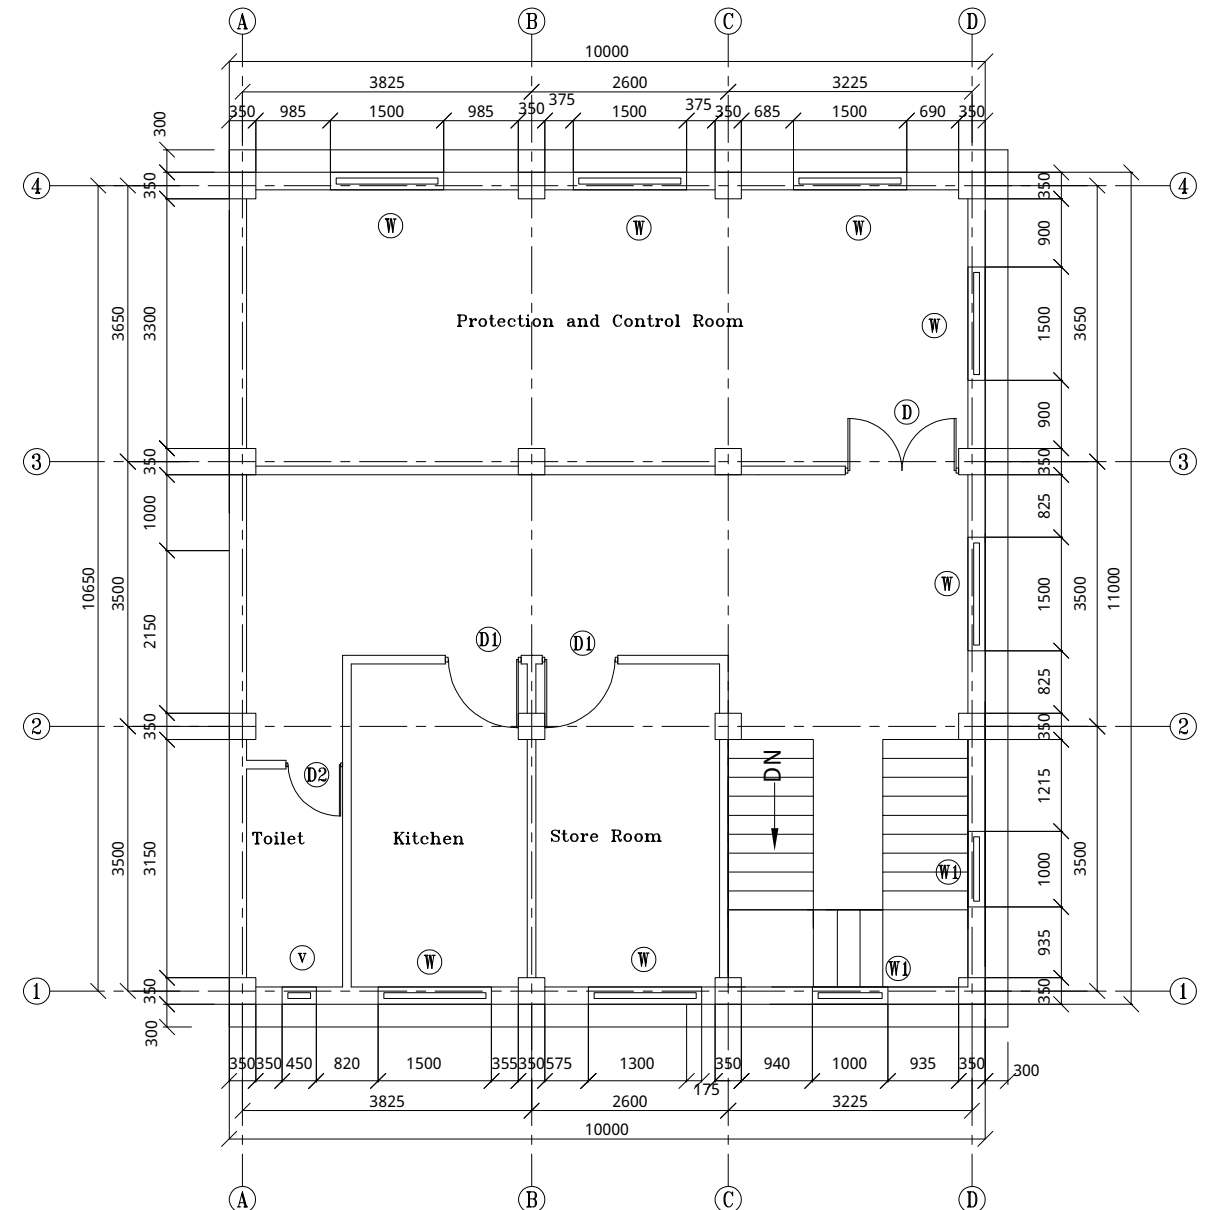 A B C D
10000
3825 2600 3225
350 985 1500 985 350 375 1500 375 350 685 1500 690 350
300
4 350 350 4
W W W
900
3650 3300 Protection and Control Room W 1500 3650
D 900
3 350 350 3
1000 825
10650 3500 W 1500 3500 11000
2150 D1 D1
825
2 350 350 2
DN
D2 1215
3500 3150 Toilet Kitchen Store Room W1 1000 3500
935
V W W W1
1 350 350 1
300
350 350 450 820 1500 355 350 575 1300 175 350 940 1000 935 350 300
3825 2600 3225
10000
A B C D